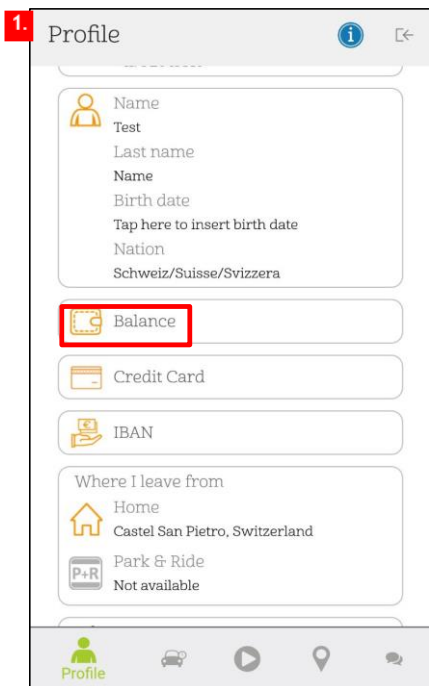 1.
Profile
Name
Test
Last name
Name
Birth date
Tap here to insert birth date
Nation
Schweiz/Suisse/Svizzera
Balance
Credit Card
IBAN
Where I leave from
Home
Castel San Pietro, Switzerland
P+R
Park & Ride
Not available
Profile